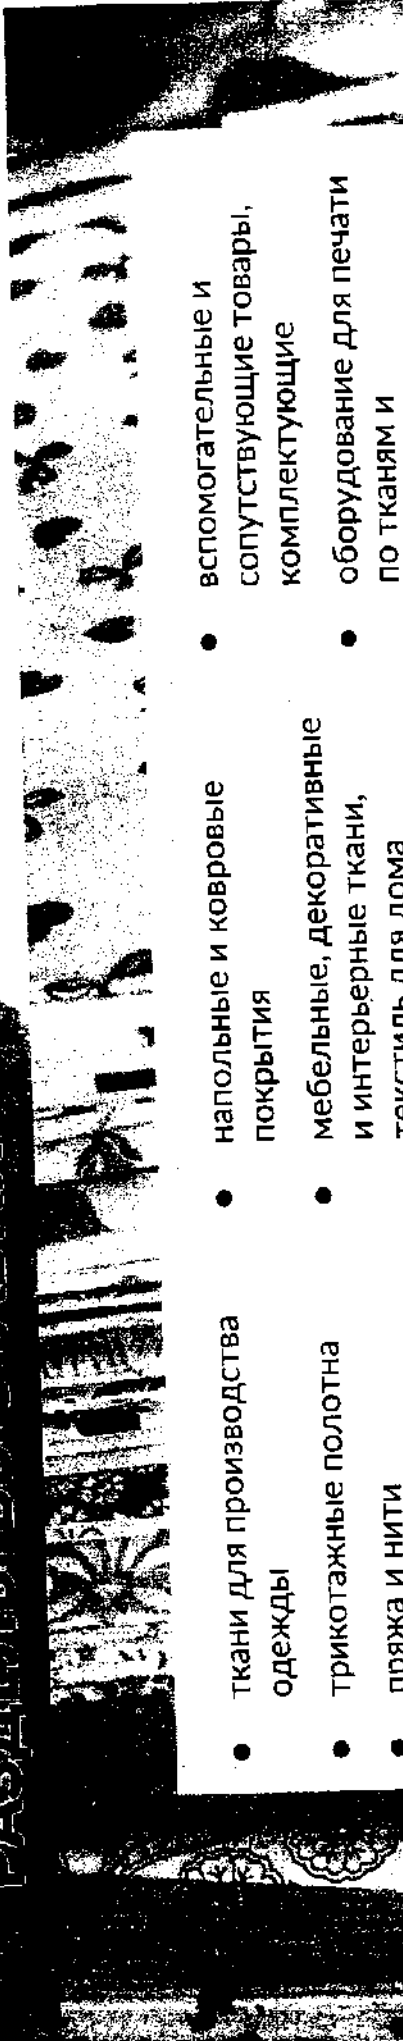 ткани для производства
одежды
трикотажные полотна
пряжа и нити
напольные и ковровые
покрытия
мебельные, декоративные
и интерьерные ткани,
текстиль для дома
вспомогательные и
сопутствующие товары,
комплектующие
оборудование для печати
по тканям и